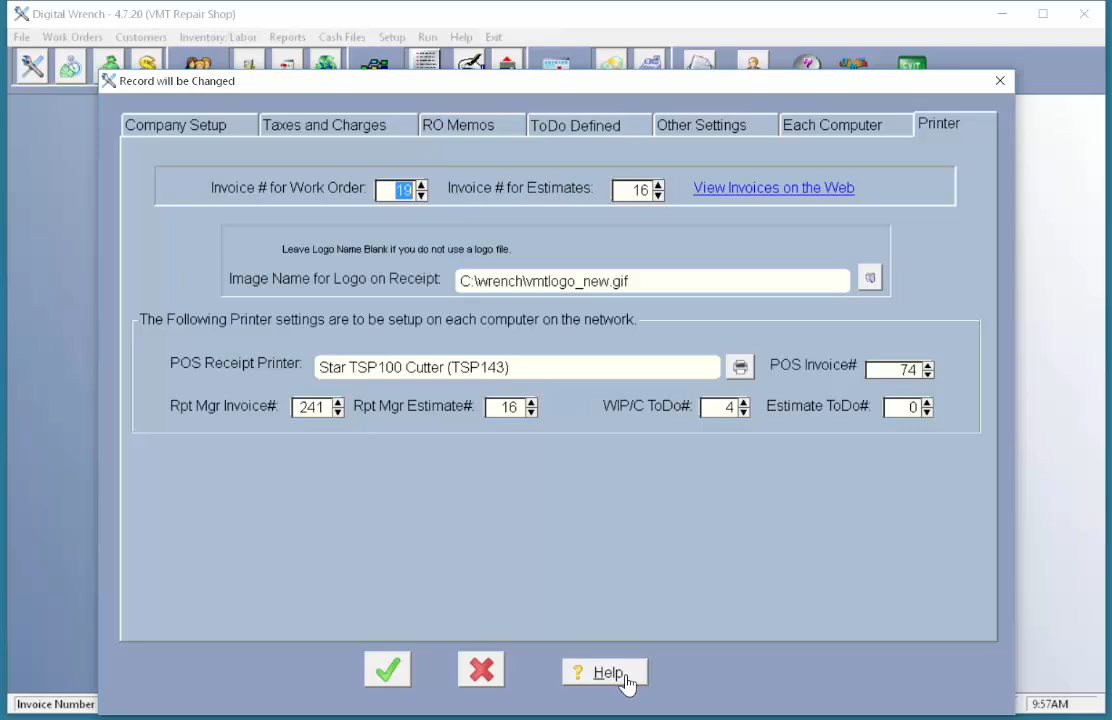 Digital Wrench - 4.7.20 (VMT Repair Shop)
File Work Orders Customers Inventory/Labor Reports Cash Files Setup Run Help Exit
EXIT
Record will be Changed
Company Setup Taxes and Charges RO Memos ToDo Defined Other Settings Each Computer Printer
Invoice # for Work Order: 19 Invoice # for Estimates: 16 View Invoices on the Web
Leave Logo Name Blank if you do not use a logo file.
Image Name for Logo on Receipt: C:\wrench\vmtlogo_new.gif
The Following Printer settings are to be setup on each computer on the network.
POS Receipt Printer: Star TSP100 Cutter (TSP143) POS Invoice# 74
Rpt Mgr Invoice#: 241 Rpt Mgr Estimate#: 16 WIP/C ToDo#: 4 Estimate ToDo#: 0
? Help
Invoice Number 9:57AM